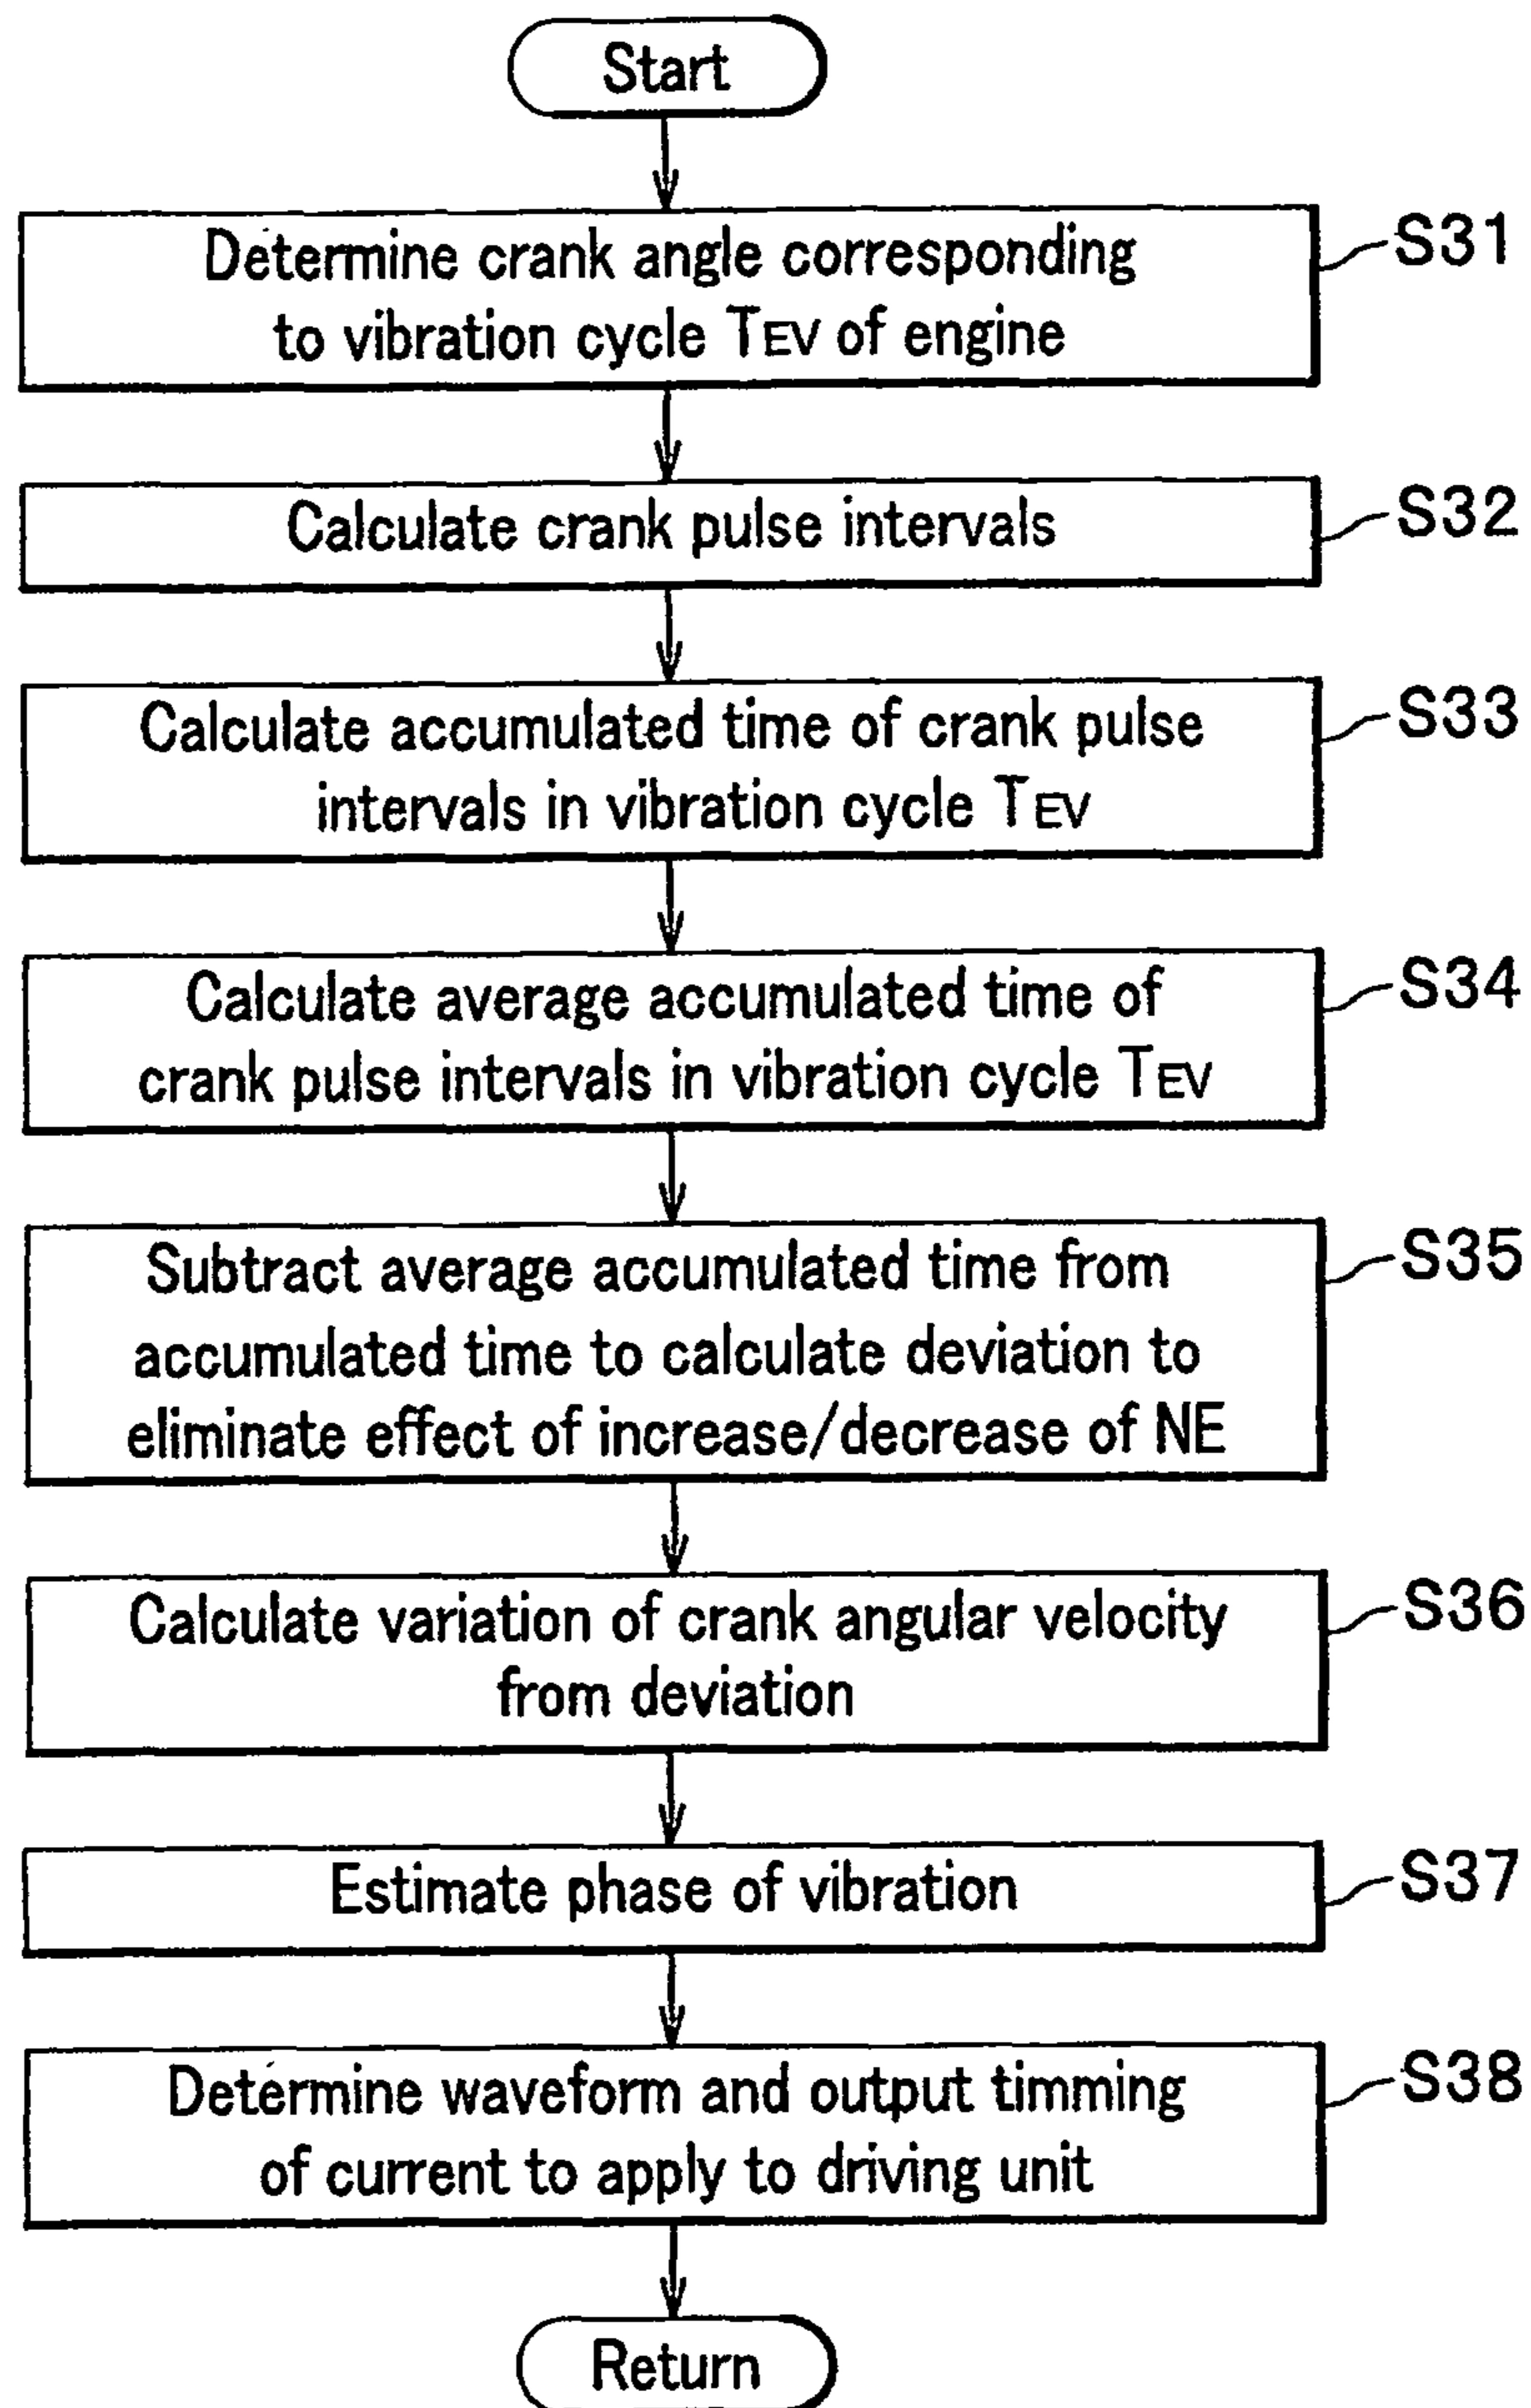 Start
Determine crank angle corresponding
to vibration cycle TEV of engine
S31
Calculate crank pulse intervals
S32
Calculate accumulated time of crank pulse
intervals in vibration cycle TEV
S33
Calculate average accumulated time of
crank pulse intervals in vibration cycle TEV
S34
Subtract average accumulated time from
accumulated time to calculate deviation to
eliminate effect of increase/decrease of NE
S35
Calculate variation of crank angular velocity
from deviation
S36
Estimate phase of vibration
S37
Determine waveform and output timming
of current to apply to driving unit
S38
Return